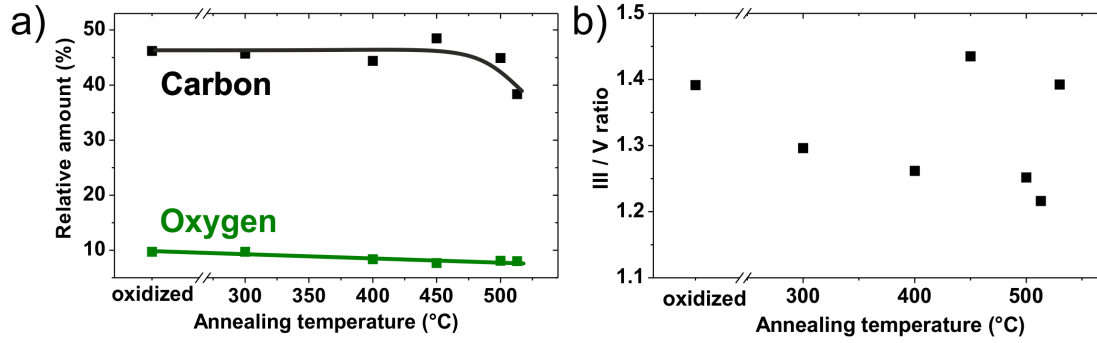 a)
50
40
30
20
10
Relative amount (%)
Carbon
Oxygen
oxidized 300 350 400 450 500
Annealing temperature (°C)
b)
1.5
1.4
1.3
1.2
1.1
III / V ratio
oxidized 300 400 500
Annealing temperature (°C)